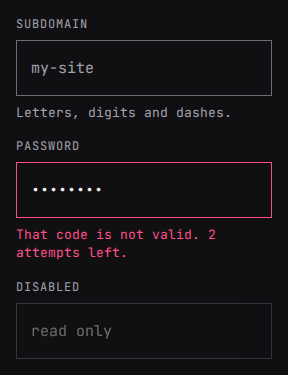 SUBDOMAIN
my-site
Letters, digits and dashes.
PASSWORD
••••••••
That code is not valid. 2
attempts left.
DISABLED
read only